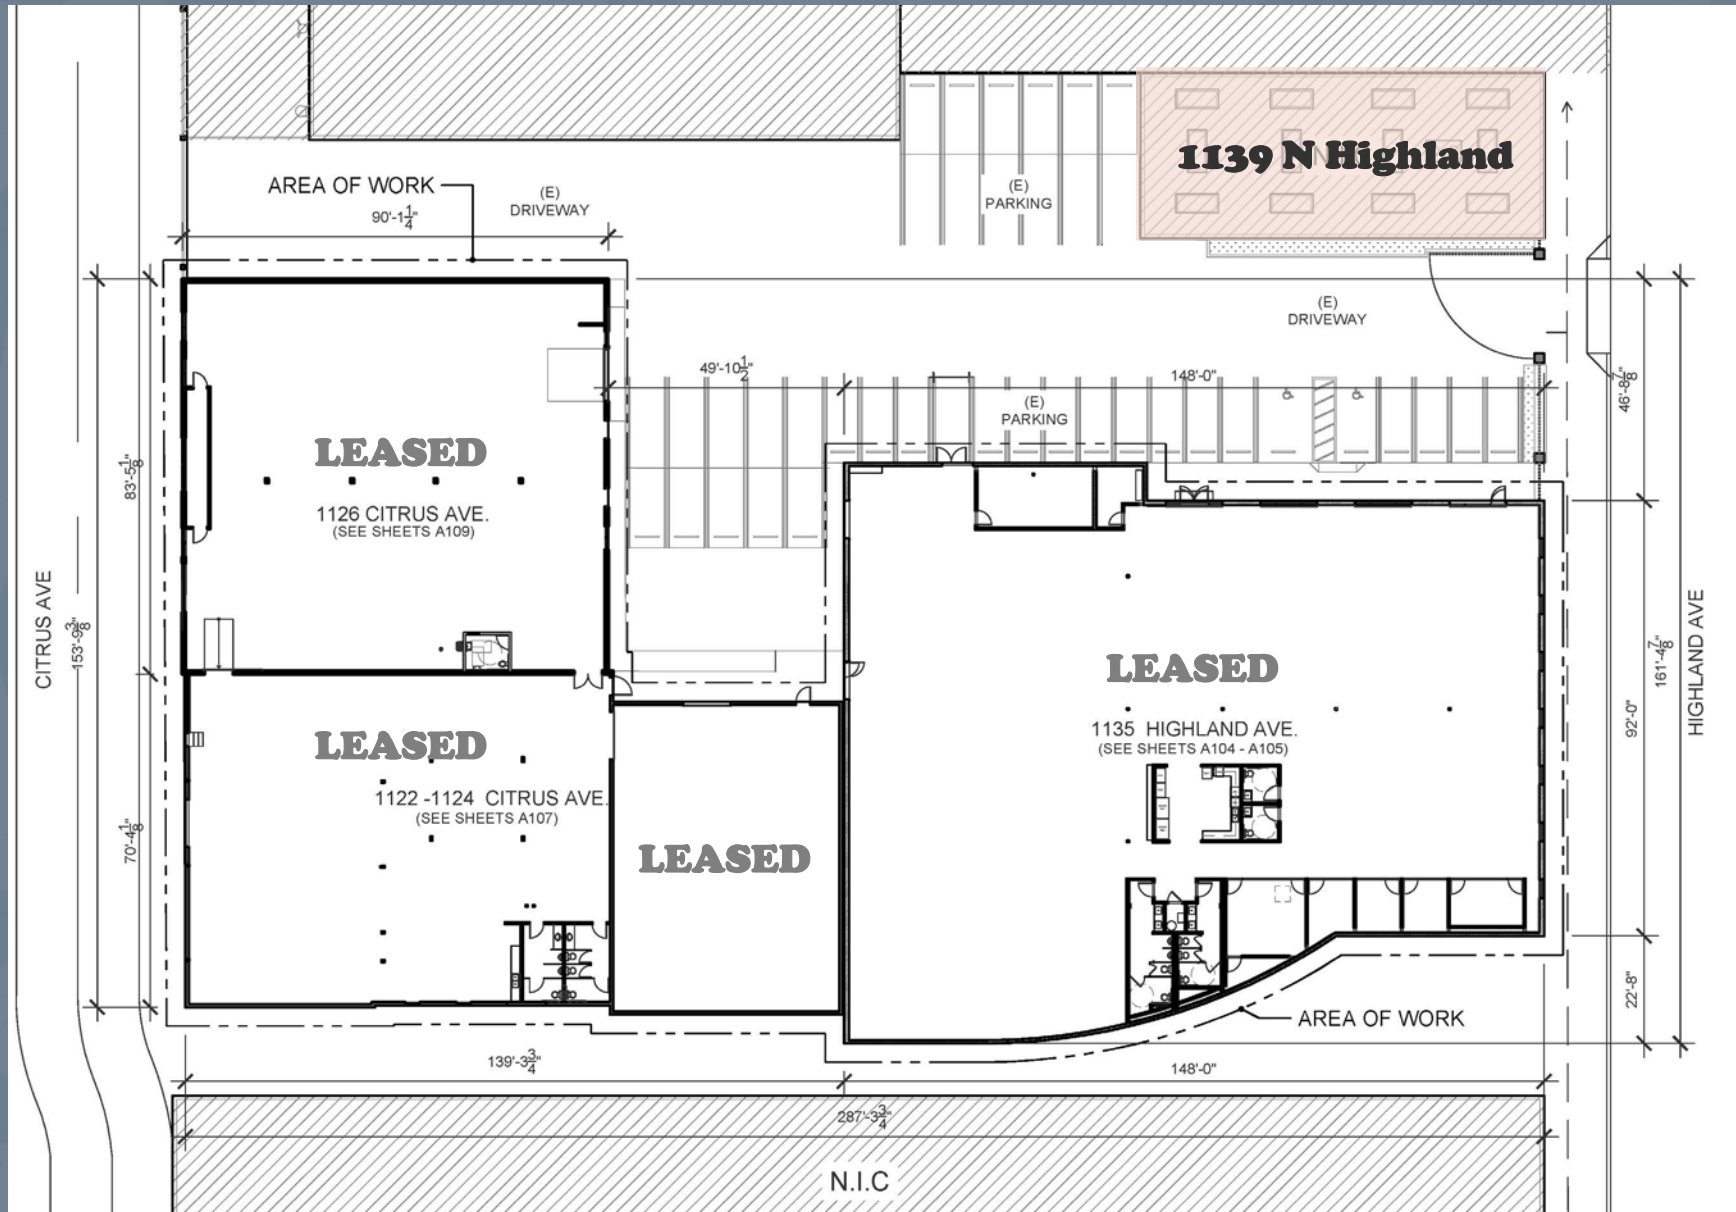 1139 N Highland
AREA OF WORK
90'-1 1/4"
(E)
DRIVEWAY
(E)
PARKING
(E)
DRIVEWAY
49'-10 1/2"
148'-0"
(E)
PARKING
46'-8 7/8"
LEASED
83'-5 1/8"
1126 CITRUS AVE.
(SEE SHEETS A109)
CITRUS AVE
153'-9 3/8"
HIGHLAND AVE
161'-4 7/8"
92'-0"
LEASED
1135 HIGHLAND AVE.
(SEE SHEETS A104 - A105)
LEASED
1122 -1124 CITRUS AVE.
(SEE SHEETS A107)
70'-4 1/8"
LEASED
22'-8"
AREA OF WORK
139'-3 3/4"
148'-0"
287'-3 3/4"
N.I.C